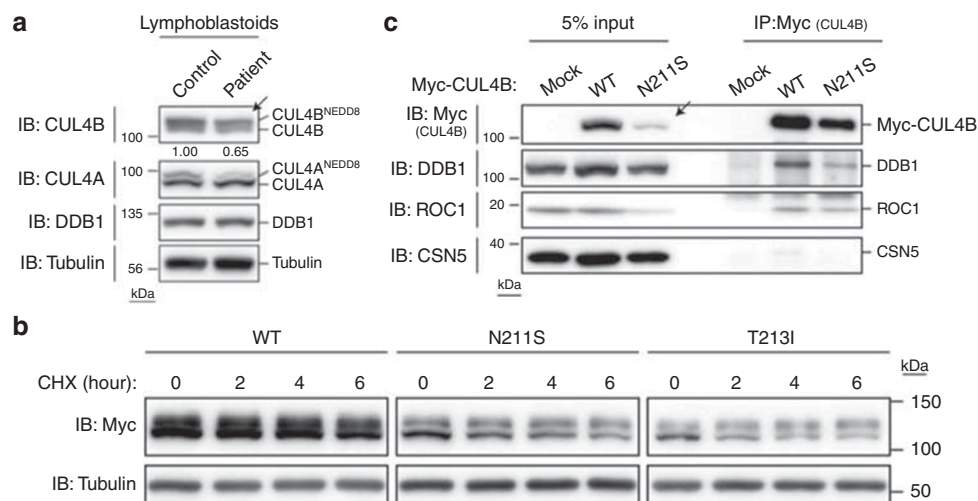 a
Lymphoblastoids
Control
Patient
IB: CUL4B
CUL4B^NEDD8
CUL4B
100
1.00
0.65
IB: CUL4A
100
CUL4A^NEDD8
CUL4A
IB: DDB1
135
DDB1
IB: Tubulin
56
Tubulin
kDa
c
5% input
IP:Myc (CUL4B)
Myc-CUL4B:
Mock
WT
N211S
Mock
WT
N211S
IB: Myc
(CUL4B)
100
Myc-CUL4B
IB: DDB1
100
DDB1
IB: ROC1
20
ROC1
IB: CSN5
40
CSN5
kDa
b
WT
N211S
T213I
CHX (hour):
0 2 4 6
0 2 4 6
0 2 4 6
kDa
IB: Myc
150
100
IB: Tubulin
50